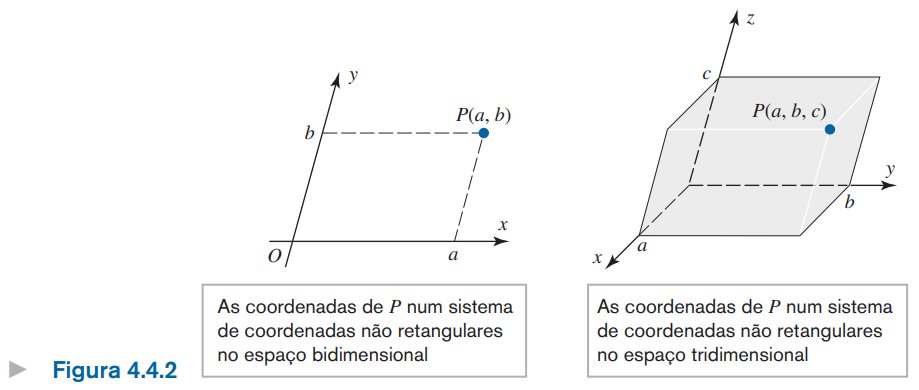 y
b
P(a, b)
x
O
a
z
c
P(a, b, c)
y
b
a
x
As coordenadas de P num sistema
de coordenadas não retangulares
no espaço bidimensional
As coordenadas de P num sistema
de coordenadas não retangulares
no espaço tridimensional
Figura 4.4.2